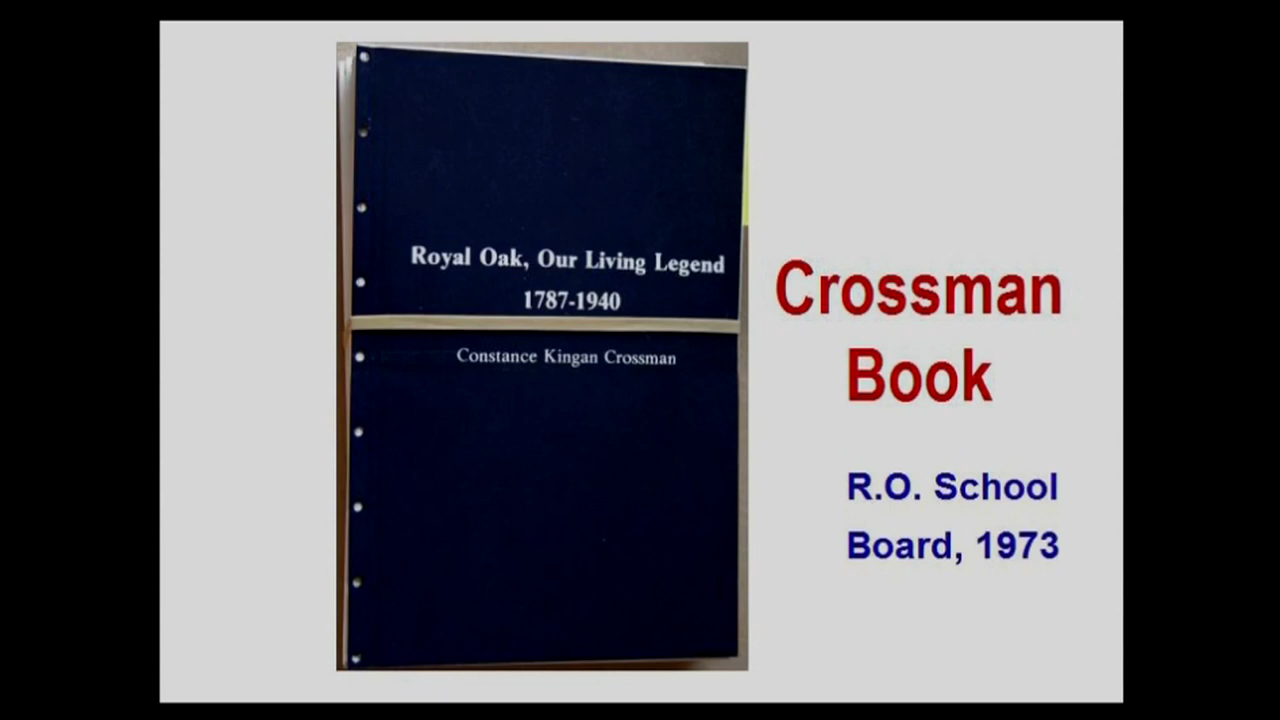 Royal Oak, Our Living Legend
1787-1940
Constance Kingan Crossman
Crossman
Book
R.O. School
Board, 1973